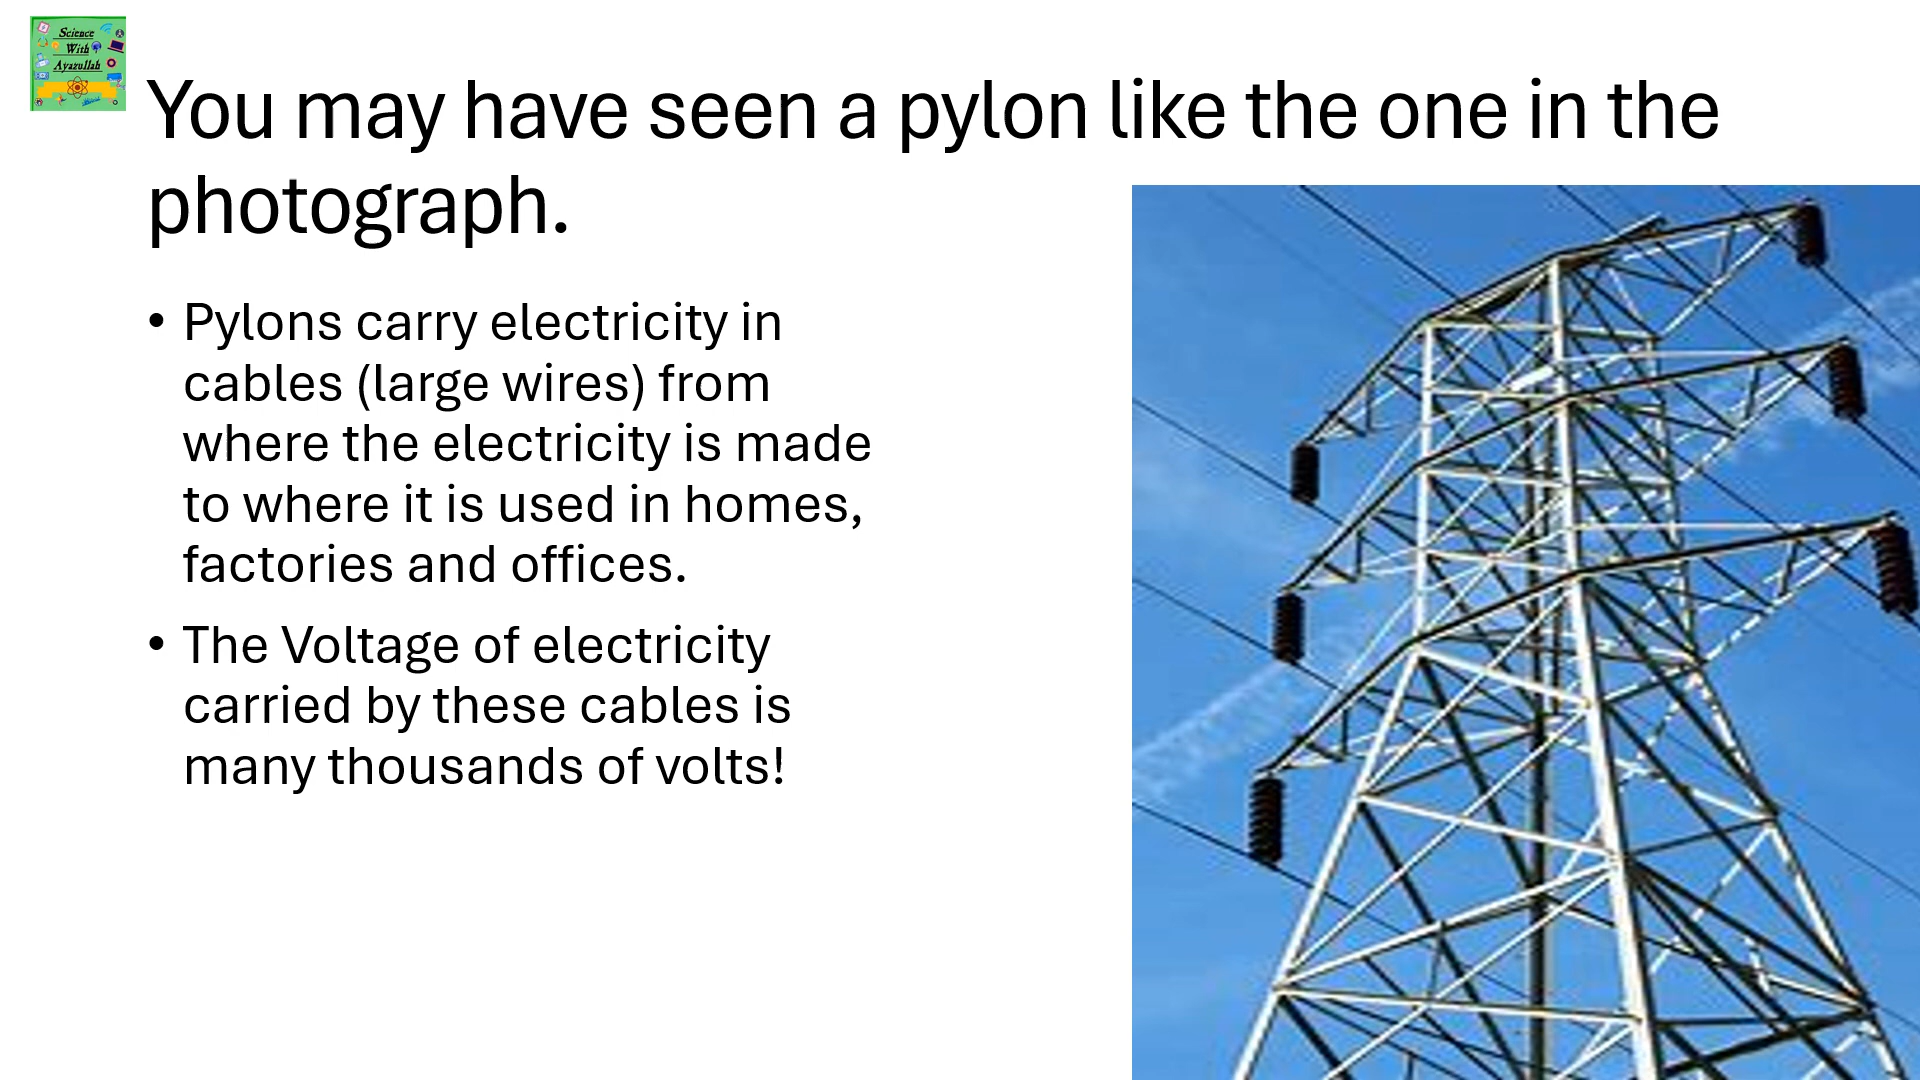 Science
With
Ayazullah
You may have seen a pylon like the one in the
photograph.
• Pylons carry electricity in
cables (large wires) from
where the electricity is made
to where it is used in homes,
factories and offices.
• The Voltage of electricity
carried by these cables is
many thousands of volts!